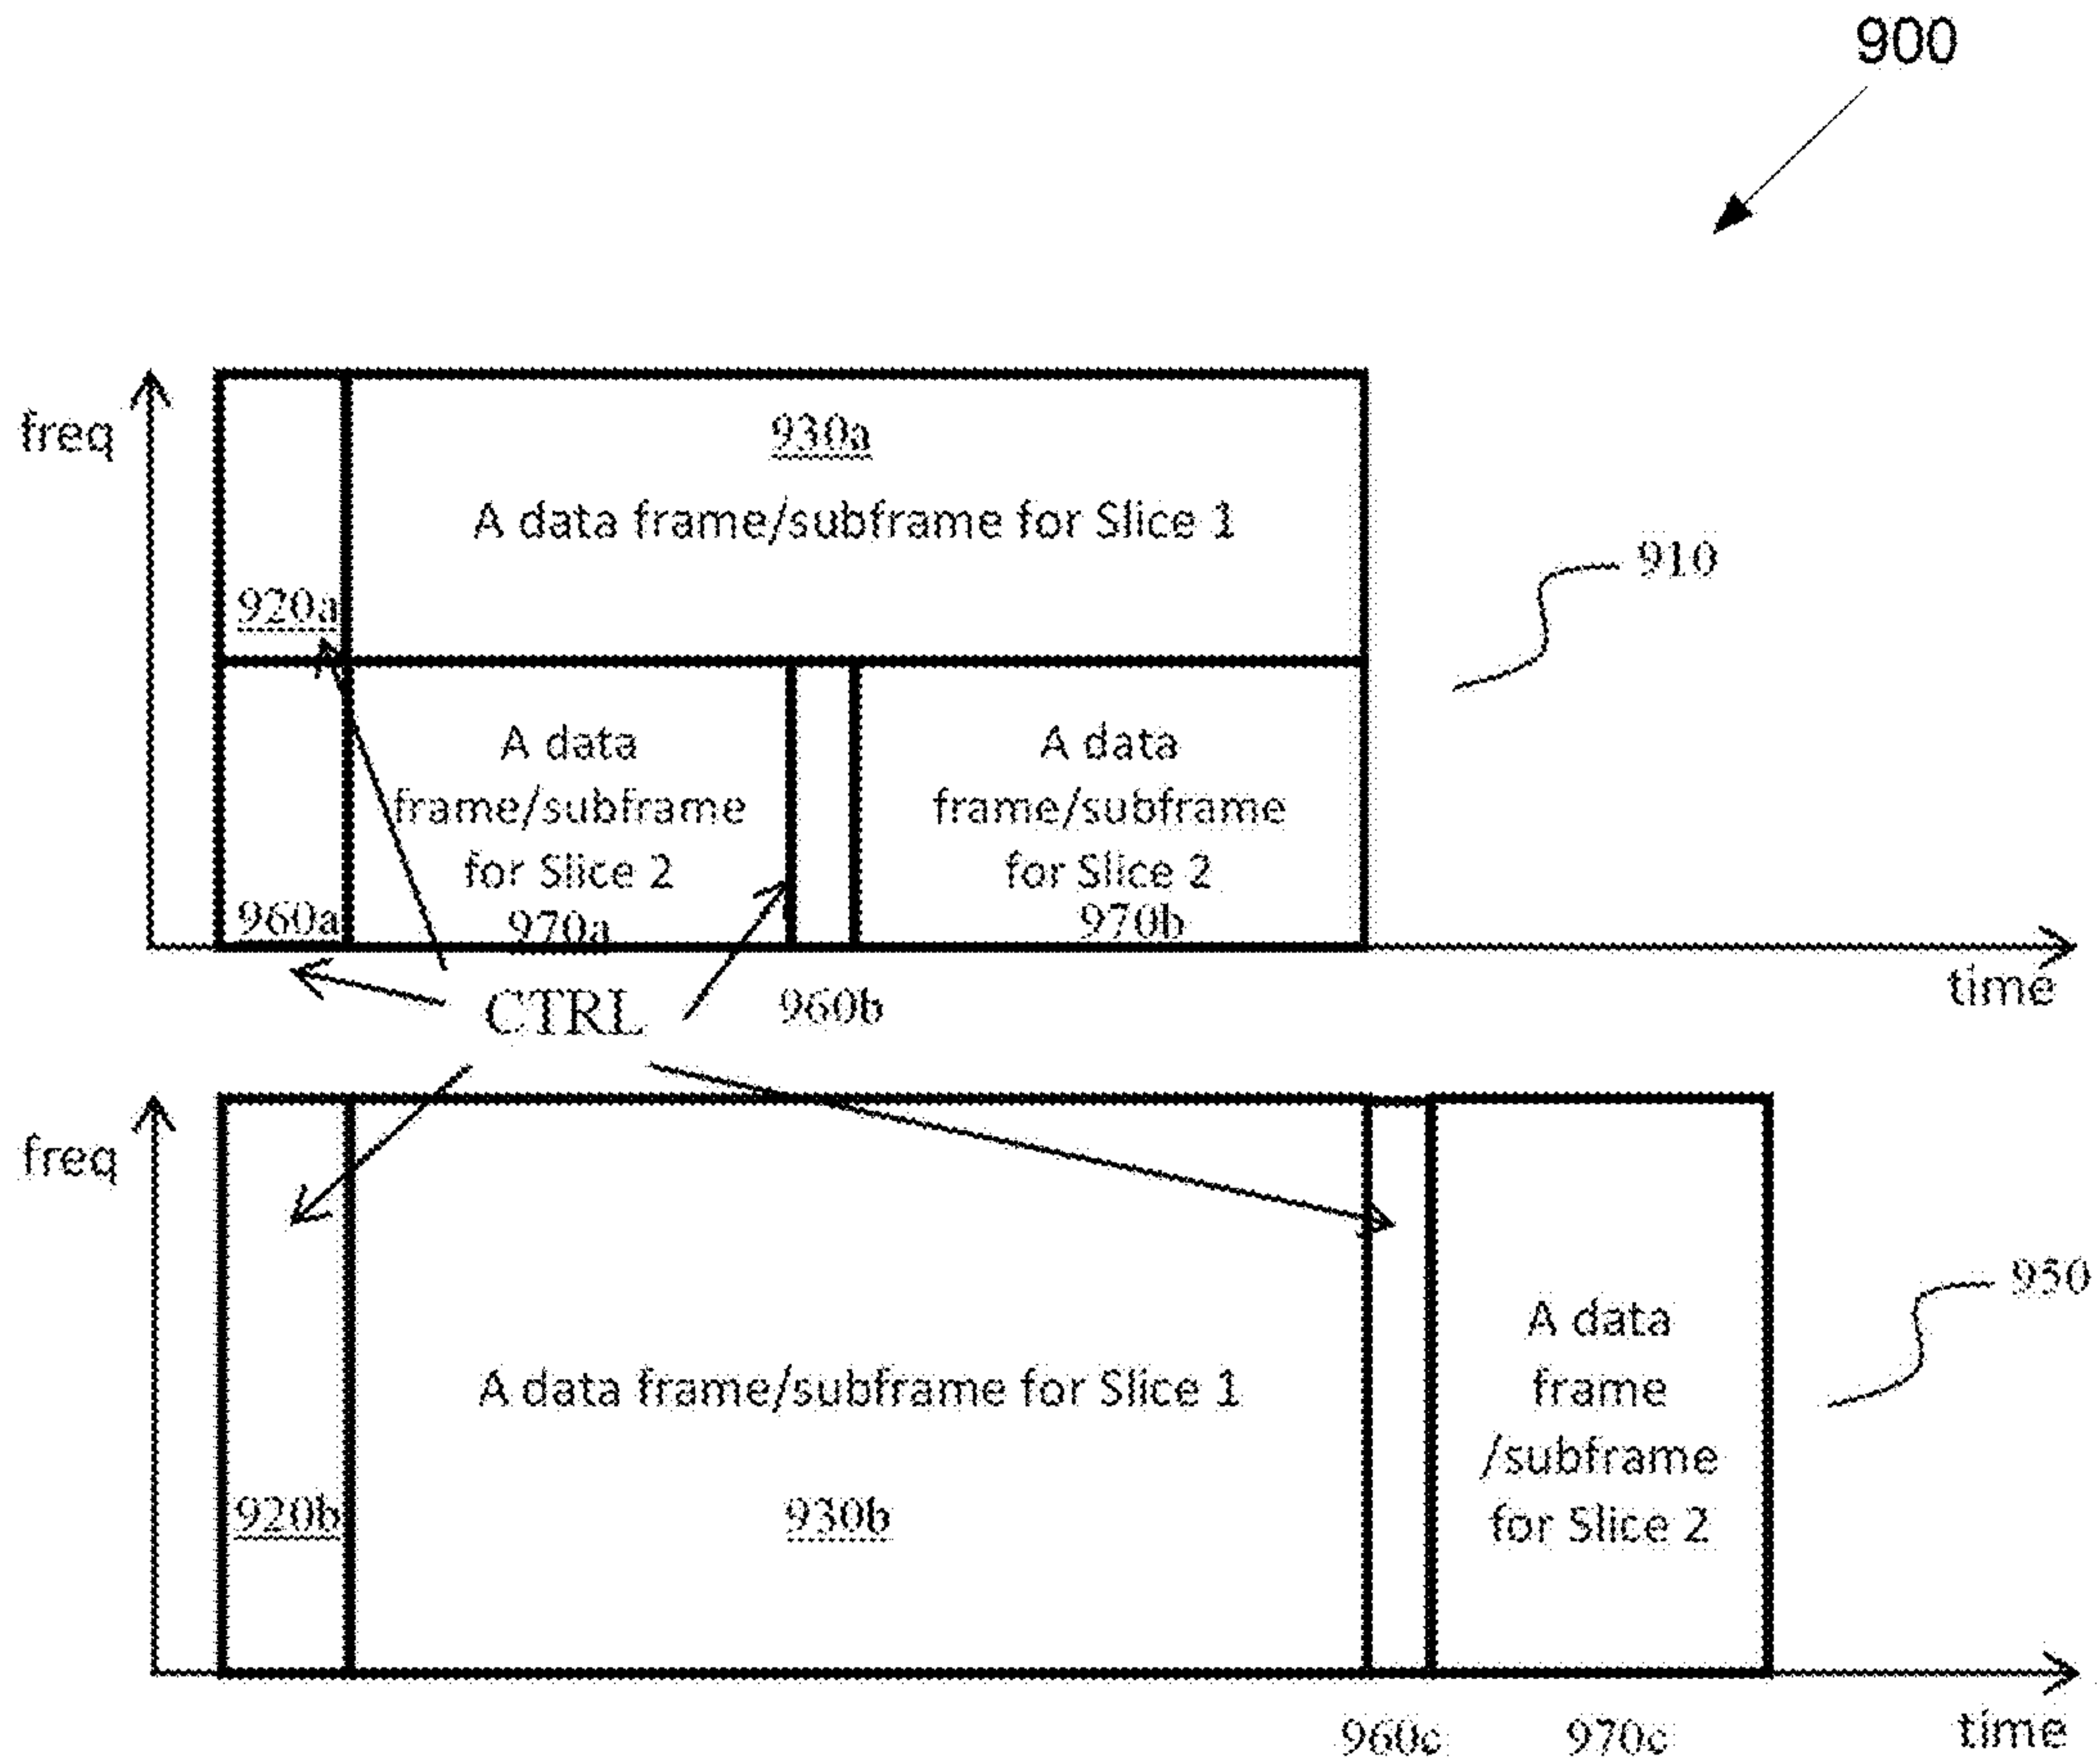 900
freq
930a
A data frame/subframe for Slice 1
910
920a
A data
frame/subframe
for Slice 2
970a
A data
frame/subframe
for Slice 2
970b
960a
time
CTRL
960b
freq
950
A data
frame
/subframe
for Slice 2
A data frame/subframe for Slice 1
920b
930b
960c
970c
time